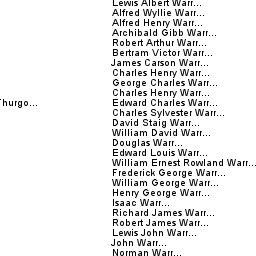 Lewis Albert Warr...
Alfred Wyllie Warr...
Alfred Henry Warr...
Archibald Gibb Warr...
Robert Arthur Warr...
Bertram Victor Warr...
James Carson Warr...
Charles Henry Warr...
George Charles Warr...
Charles Henry Warr...
Thurgo... Edward Charles Warr...
Charles Sylvester Warr...
David Staig Warr...
William David Warr...
Douglas Warr...
Edward Louis Warr...
William Ernest Rowland Warr...
Frederick George Warr...
William George Warr...
Henry George Warr...
Isaac Warr...
Richard James Warr...
Robert James Warr...
Lewis John Warr...
John Warr...
Norman Warr...